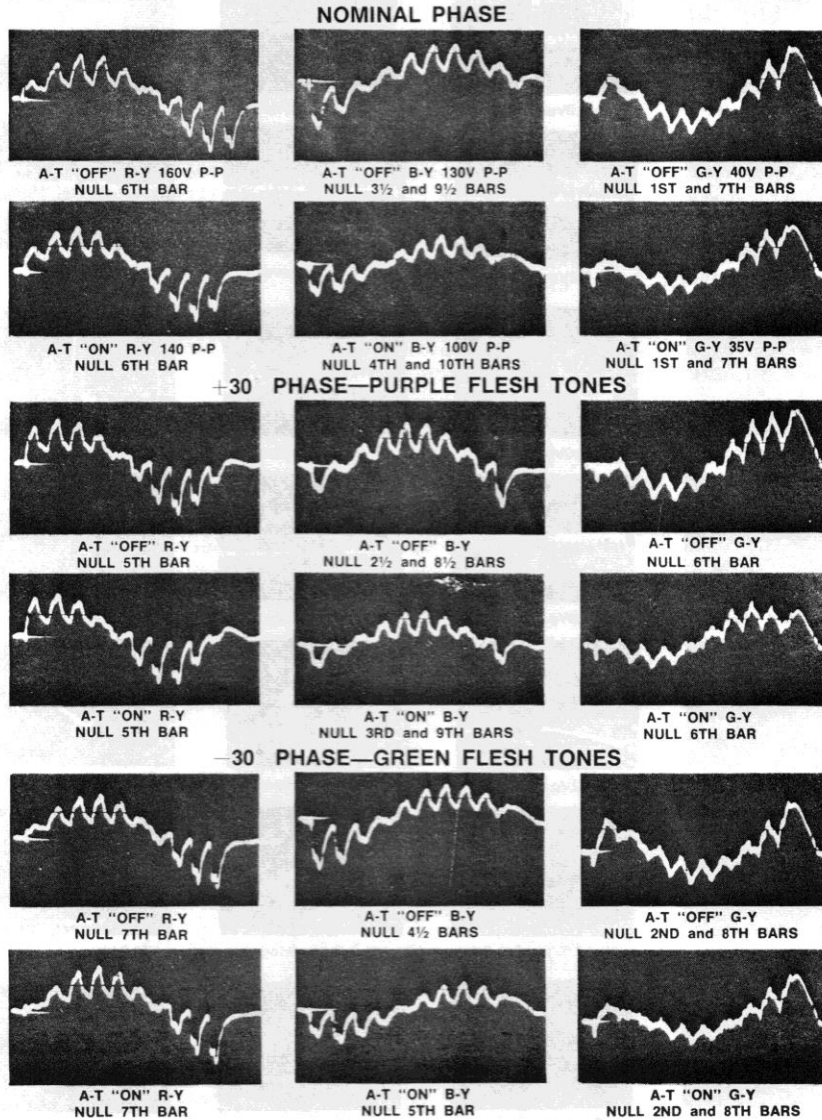 NOMINAL PHASE
A-T "OFF" R-Y 160V P-P
NULL 6TH BAR
A-T "OFF" B-Y 130V P-P
NULL 3½ and 9½ BARS
A-T "OFF" G-Y 40V P-P
NULL 1ST and 7TH BARS
A-T "ON" R-Y 140 P-P
NULL 6TH BAR
A-T "ON" B-Y 100V P-P
NULL 4TH and 10TH BARS
A-T "ON" G-Y 35V P-P
NULL 1ST and 7TH BARS
+30 PHASE—PURPLE FLESH TONES
A-T "OFF" R-Y
NULL 5TH BAR
A-T "OFF" B-Y
NULL 2½ and 8½ BARS
A-T "OFF" G-Y
NULL 6TH BAR
A-T "ON" R-Y
NULL 5TH BAR
A-T "ON" B-Y
NULL 3RD and 9TH BARS
A-T "ON" G-Y
NULL 6TH BAR
—30 PHASE—GREEN FLESH TONES
A-T "OFF" R-Y
NULL 7TH BAR
A-T "OFF" B-Y
NULL 4½ BARS
A-T "OFF" G-Y
NULL 2ND and 8TH BARS
A-T "ON" R-Y
NULL 7TH BAR
A-T "ON" B-Y
NULL 5TH BAR
A-T "ON" G-Y
NULL 2ND and 8TH BARS